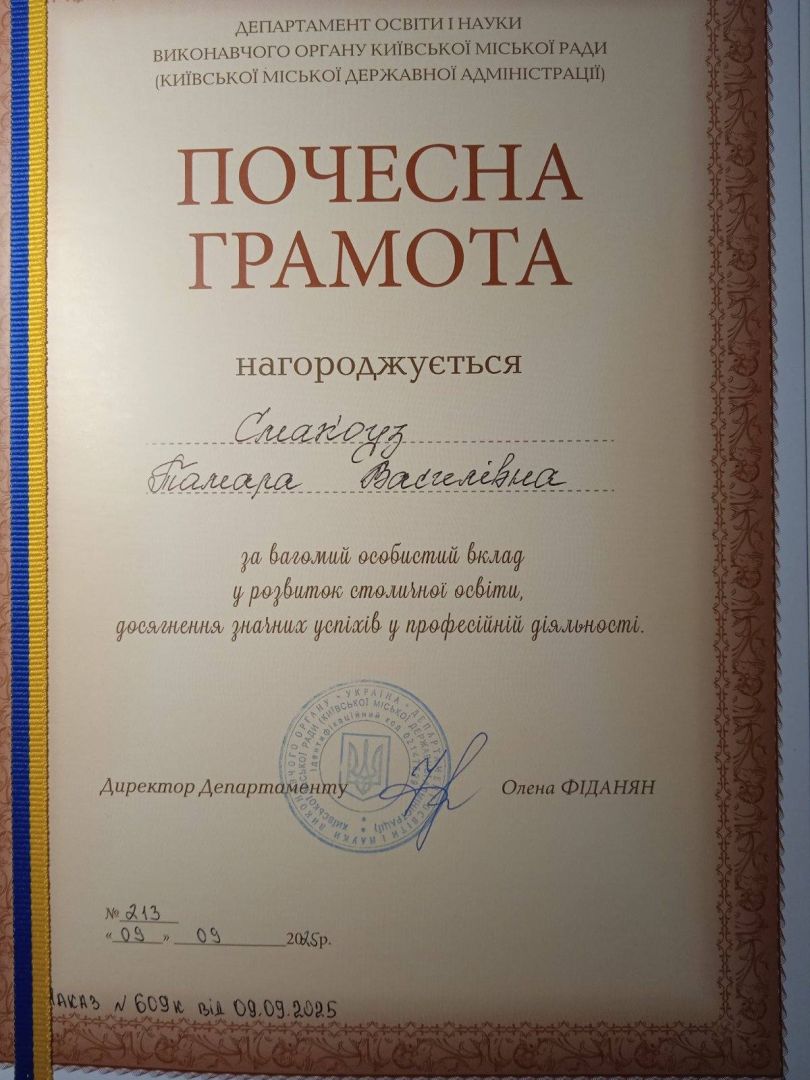 ДЕПАРТАМЕНТ ОСВІТИ І НАУКИ
ВИКОНАВЧОГО ОРГАНУ КИЇВСЬКОЇ МІСЬКОЇ РАДИ
(КИЇВСЬКОЇ МІСЬКОЇ ДЕРЖАВНОЇ АДМІНІСТРАЦІЇ)
ПОЧЕСНА
ГРАМОТА
нагороджується
Смакоуз
Тамара Василівна
за вагомий особистий вклад
у розвиток столичної освіти,
досягнення значних успіхів у професійній діяльності.
Директор Департаменту Олена ФІДАНЯН
№ 213
«09» 09 2025р.
НАКАЗ N 609к від 09.09.2025